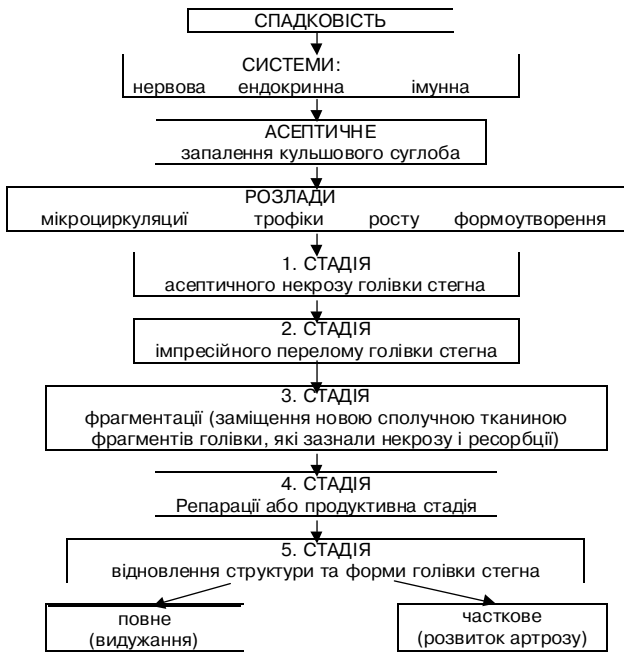 СПАДКОВІСТЬ
СИСТЕМИ:
нервова ендокринна імунна
АСЕПТИЧНЕ
запалення кульшового суглоба
РОЗЛАДИ
мікроциркуляциї трофіки росту формоутворення
1. СТАДІЯ
асептичного некрозу голівки стегна
2. СТАДІЯ
імпресійного перелому голівки стегна
3. СТАДІЯ
фрагментації (заміщення новою сполучною тканиною
фрагментів голівки, які зазнали некрозу і ресорбції)
4. СТАДІЯ
Репарації або продуктивна стадія
5. СТАДІЯ
відновлення структури та форми голівки стегна
повне
(видужання)
часткове
(розвиток артрозу)